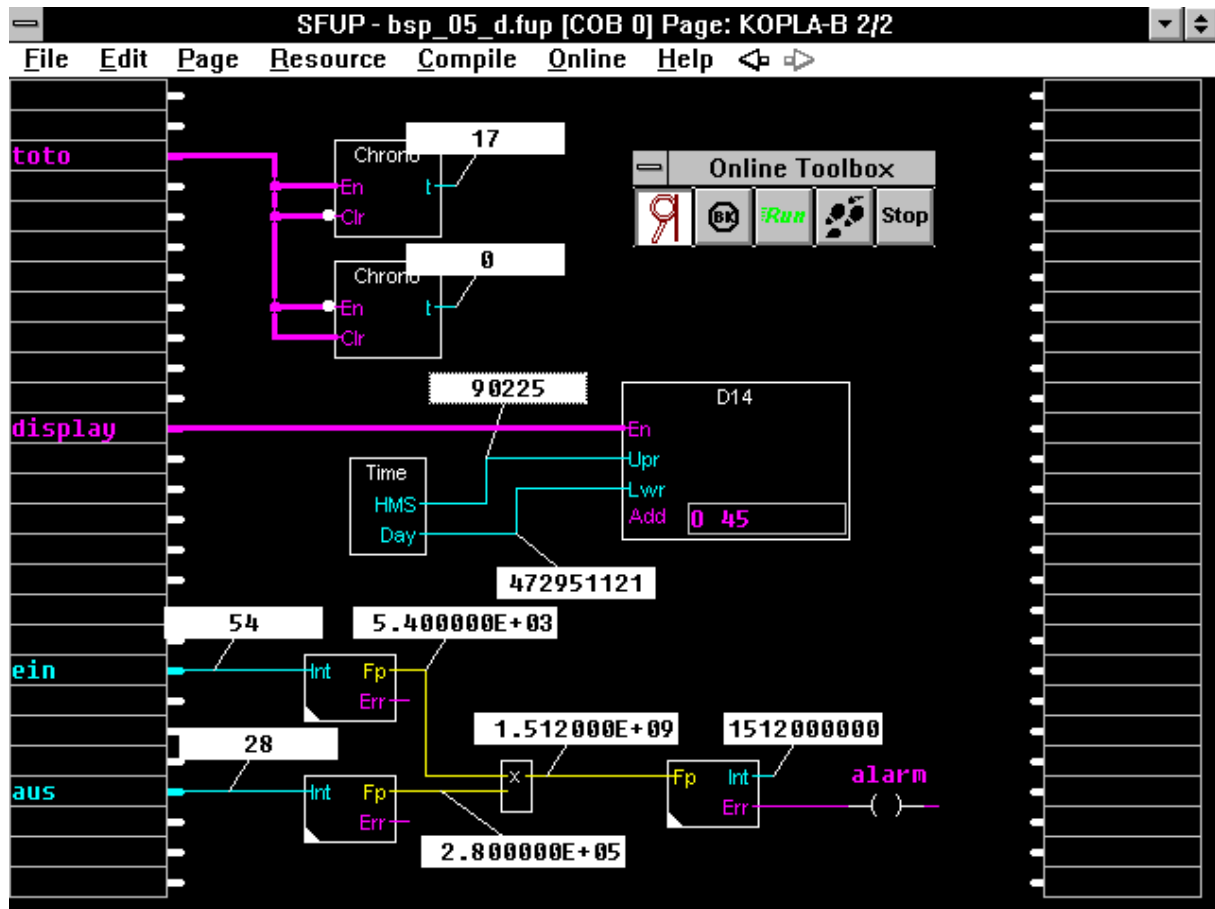 SFUP - bsp_05_d.fup [COB 0] Page: KOPLA-B 2/2
File Edit Page Resource Compile Online Help
toto
Chrono
17
En
t
Clr
Online Toolbox
BK
Run
Stop
Chrono
0
En
t
Clr
90225
D14
display
En
Upr
Lwr
Add 0 45
Time
HMS
Day
472951121
54
5.400000E+03
ein
Int Fp
Err
28
1.512000E+09
1512000000
aus
Int Fp
Err
x
Fp Int
Err
alarm
( )
2.800000E+05